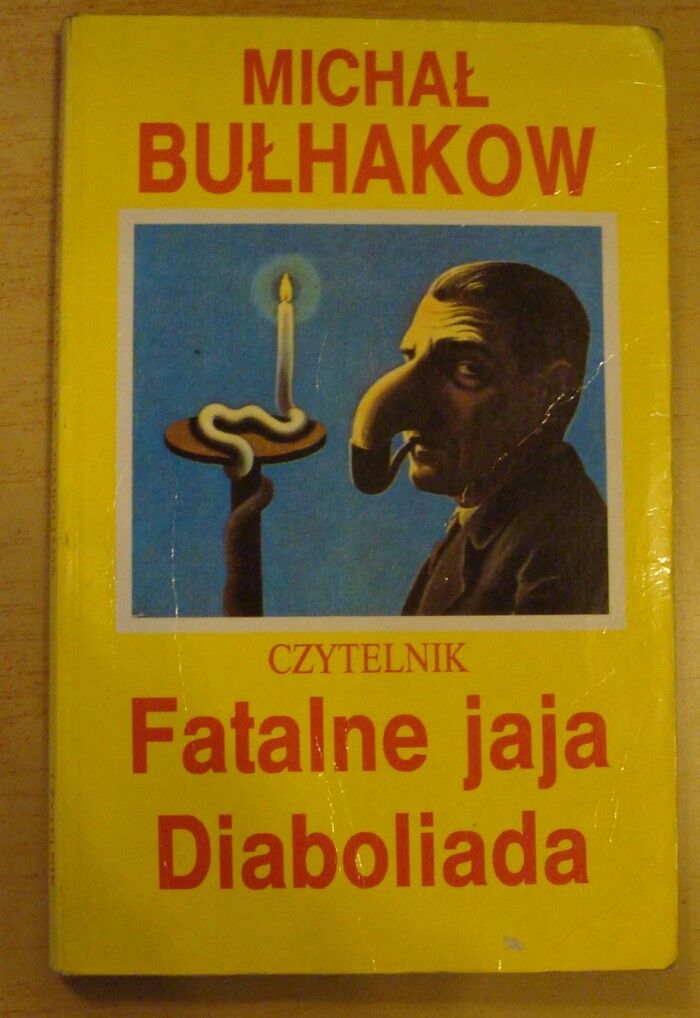 MICHAŁ
BUŁHAKOW
CZYTELNIK
Fatalne jaja
Diaboliada